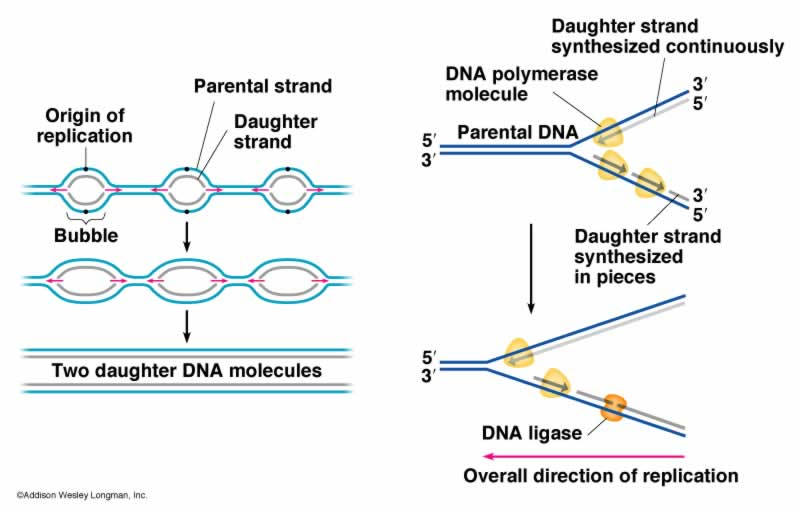 Origin of
replication
Parental strand
Daughter
strand
Bubble
Two daughter DNA molecules
©Addison Wesley Longman, Inc.
Daughter strand
synthesized continuously
DNA polymerase
molecule
3′
5′
5′
Parental DNA
3′
3′
5′
Daughter strand
synthesized
in pieces
5′
3′
DNA ligase
Overall direction of replication